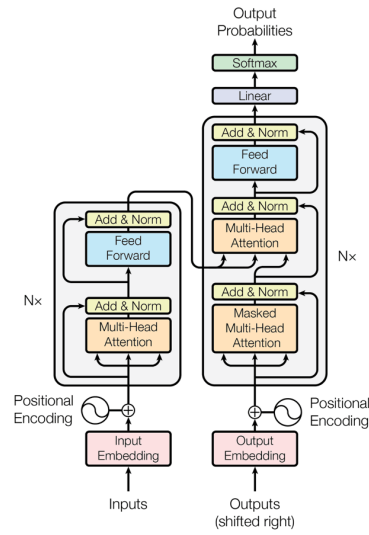 Output
Probabilities
Softmax
Linear
Add & Norm
Feed
Forward
Add & Norm
Multi-Head
Attention
Add & Norm
Masked
Multi-Head
Attention
N×
Add & Norm
Feed
Forward
Add & Norm
Multi-Head
Attention
N×
Positional
Encoding
Positional
Encoding
Input
Embedding
Output
Embedding
Inputs
Outputs
(shifted right)